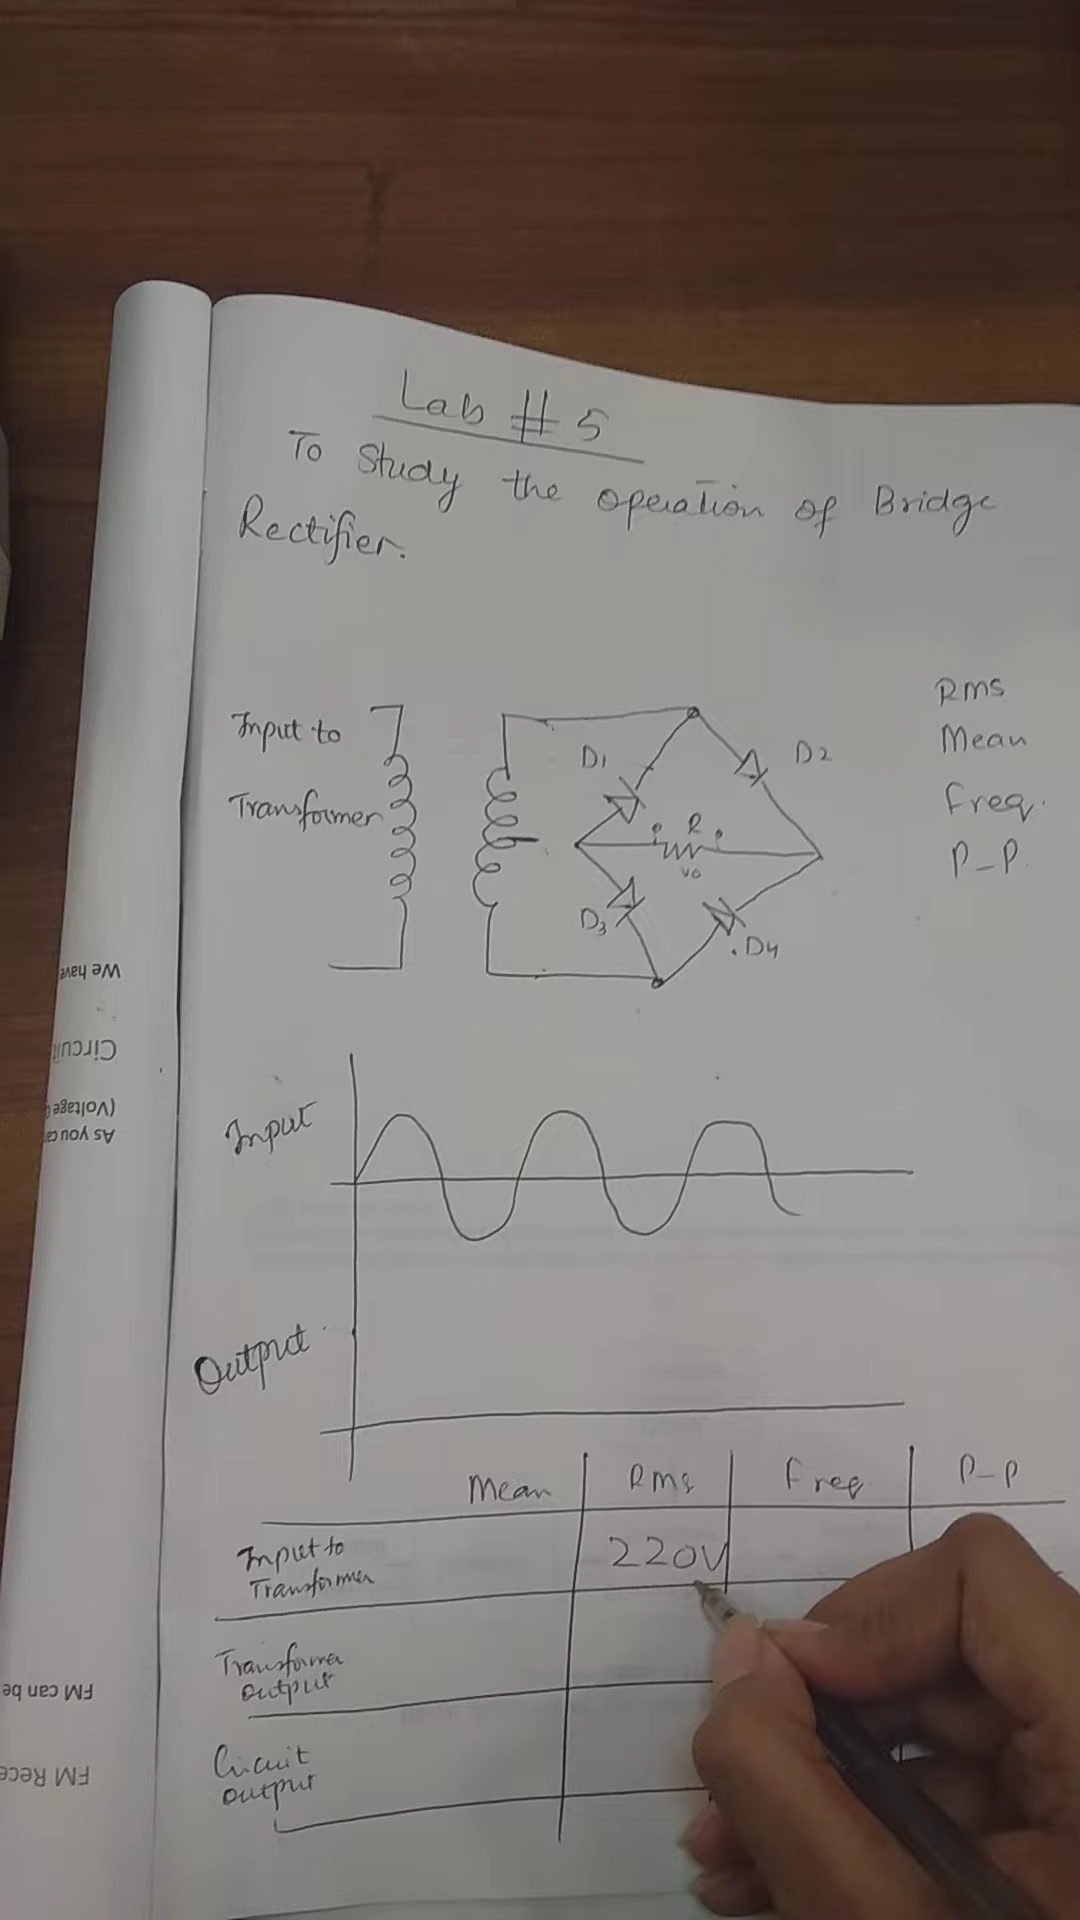 Lab # 5
To Study the operation of Bridge
Rectifier.
Input to
Transformer
D1
D2
R
Vo
D3
D4
Rms
Mean
Freq.
P-P
Input
Output
Mean Rms Freq P-P
Input to
Transformer
220V
Transformer
output
Circuit
output
We have
Circuit
(Voltage
As you ca
FM can be
FM Rece